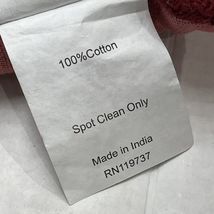 100%Cotton
Spot Clean Only
Made in India
RN119737